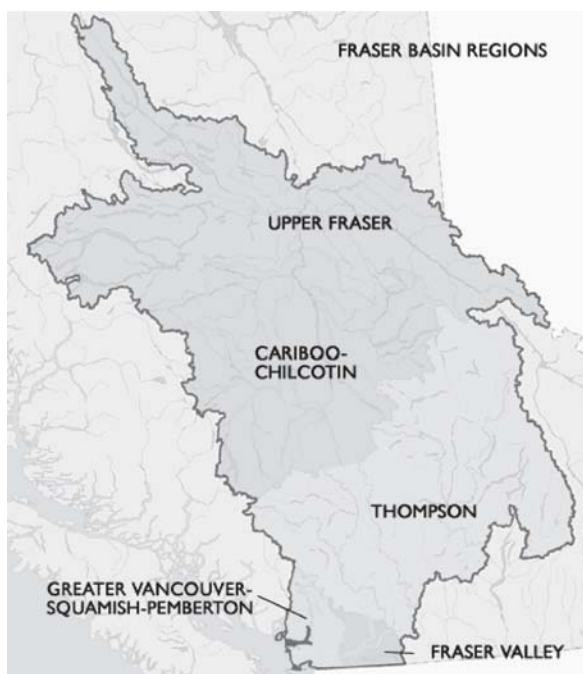 FRASER BASIN REGIONS
UPPER FRASER
CARIBOO-
CHILCOTIN
THOMPSON
GREATER VANCOUVER-
SQUAMISH-PEMBERTON
FRASER VALLEY